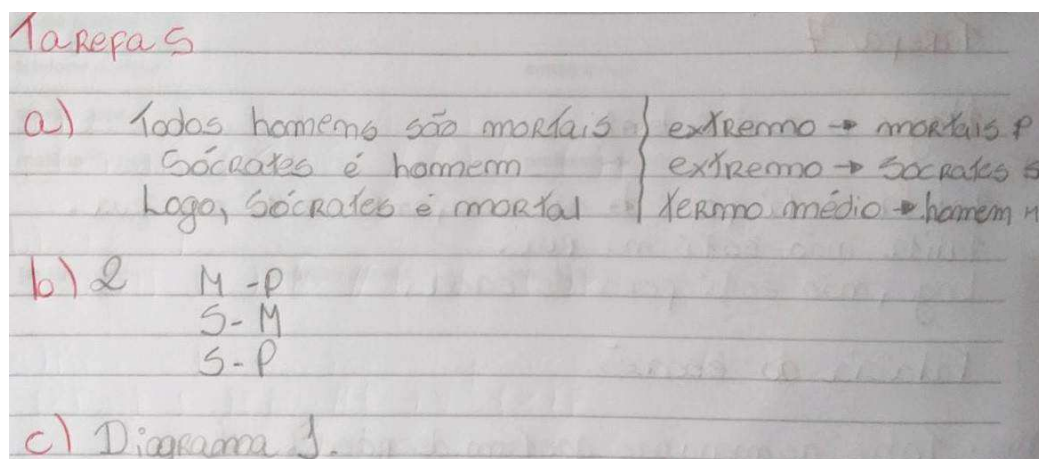 Tarefa 5
a) Todos homens são mortais } extremo → mortais P
Sócrates é homem } extremo → Sócrates S
Logo, Sócrates é mortal } termo médio → homem M
b) 2 M - P
S - M
S - P
c) Diagrama 1.